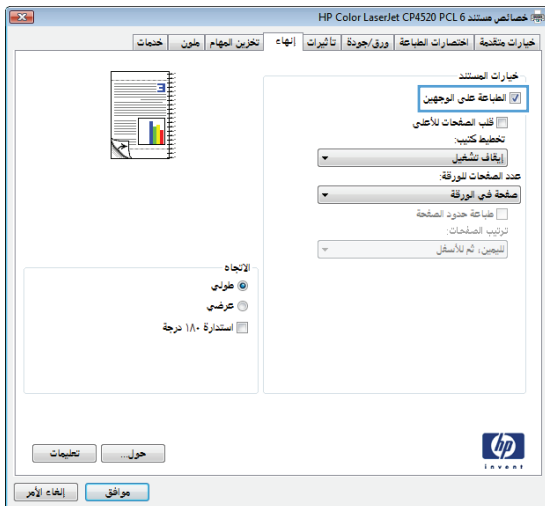 خصائص مستند HP Color LaserJet CP4520 PCL 6
خيارات متقدمة	اختصارات الطباعة	ورق/جودة	تأثيرات	إنهاء	تخزين المهام	ملون	خدمات
خيارات المستند
الطباعة على الوجهين
قلب الصفحات للأعلى
تخطيط كتيب:
إيقاف تشغيل
عدد الصفحات للورقة:
صفحة في الورقة
طباعة حدود الصفحة
ترتيب الصفحات:
لليمين، ثم للأسفل
الاتجاه
طولي
عرضي
استدارة ١٨٠ درجة
hp
invent
حول...	تعليمات
موافق	إلغاء الأمر